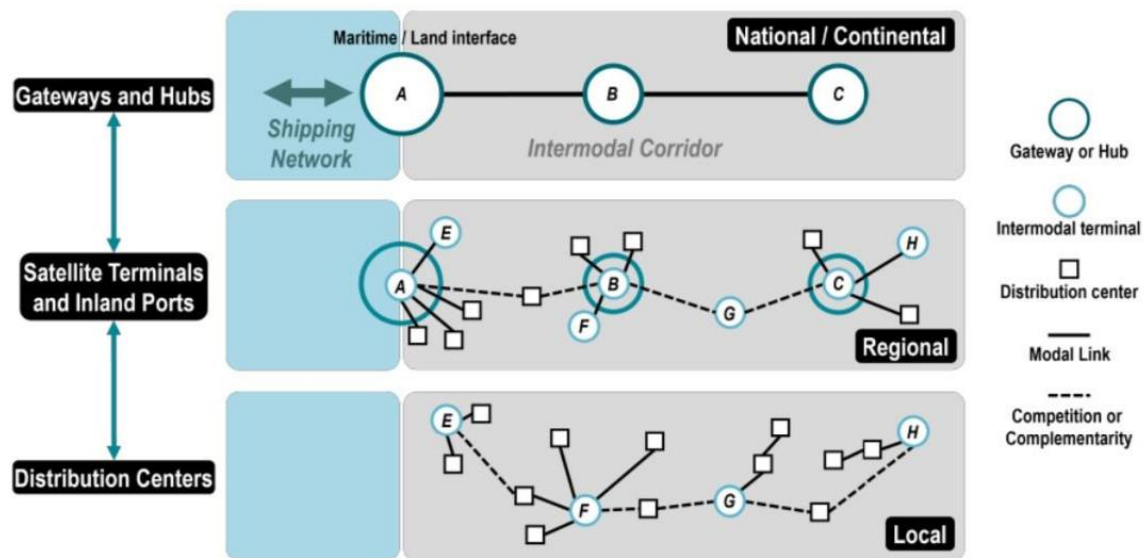 Maritime / Land interface
National / Continental
Gateways and Hubs
A
B
C
Shipping
Network
Intermodal Corridor
Gateway or Hub
Satellite Terminals
and Inland Ports
E
H
A
B
C
F
G
Regional
Intermodal terminal
Distribution center
Modal Link
Competition or
Complementarity
Distribution Centers
E
H
F
G
Local